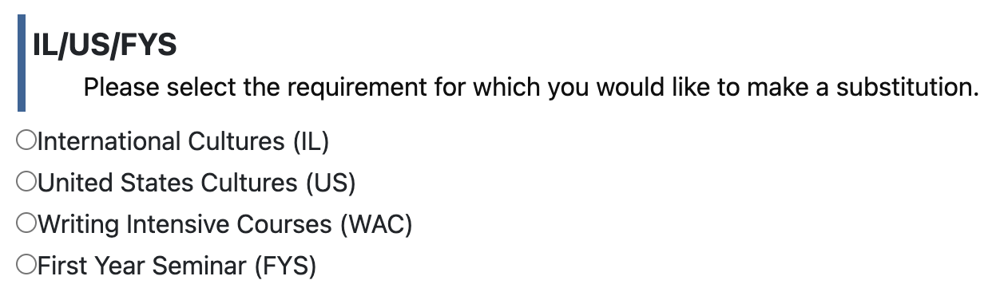 IL/US/FYS
Please select the requirement for which you would like to make a substitution.
International Cultures (IL)
United States Cultures (US)
Writing Intensive Courses (WAC)
First Year Seminar (FYS)